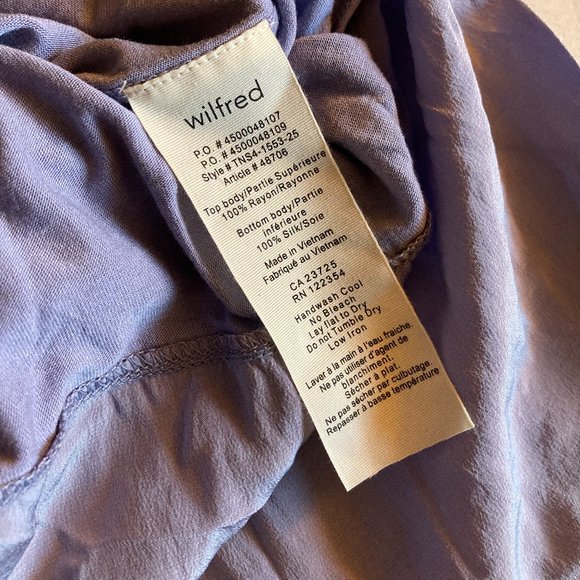 wilfred
P.O. # 4500048107
P.O. # 4500048109
Style # TNS4-1553-25
Article # 48706
Top body/Partie Supérieure
100% Rayon/Rayonne
Bottom body/Partie
Inférieure
100% Silk/Soie
Made in Vietnam
Fabriqué au Vietnam
CA 23725
RN 122354
Handwash Cool
No Bleach
Lay flat to Dry
Do not Tumble Dry
Low Iron
Laver à la main à l'eau fraiche.
Ne pas utiliser d'agent de
blanchiment.
Sécher à plat.
Ne pas sécher par culbutage.
Repasser à basse température